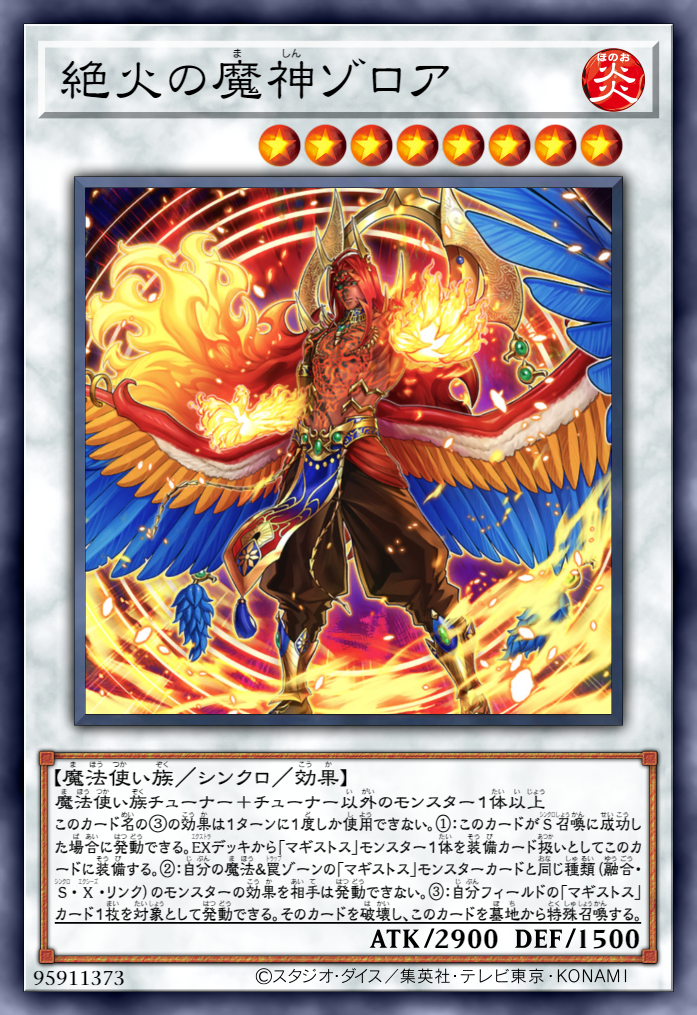 絶火の魔神ゾロア
炎
【魔法使い族／シンクロ／効果】
魔法使い族チューナー＋チューナー以外のモンスター１体以上
このカード名の③の効果は１ターンに１度しか使用できない。①：このカードがＳ召喚に成功し
た場合に発動できる。EXデッキから「マギストス」モンスター１体を装備カード扱いとしてこのカ
ードに装備する。②：自分の魔法&罠ゾーンの「マギストス」モンスターカードと同じ種類（融合・
Ｓ・Ｘ・リンク）のモンスターの効果を相手は発動できない。③：自分フィールドの「マギストス」
カード１枚を対象として発動できる。そのカードを破壊し、このカードを墓地から特殊召喚する。
ATK/2900 DEF/1500
95911373 ©スタジオ・ダイス／集英社・テレビ東京・KONAMI